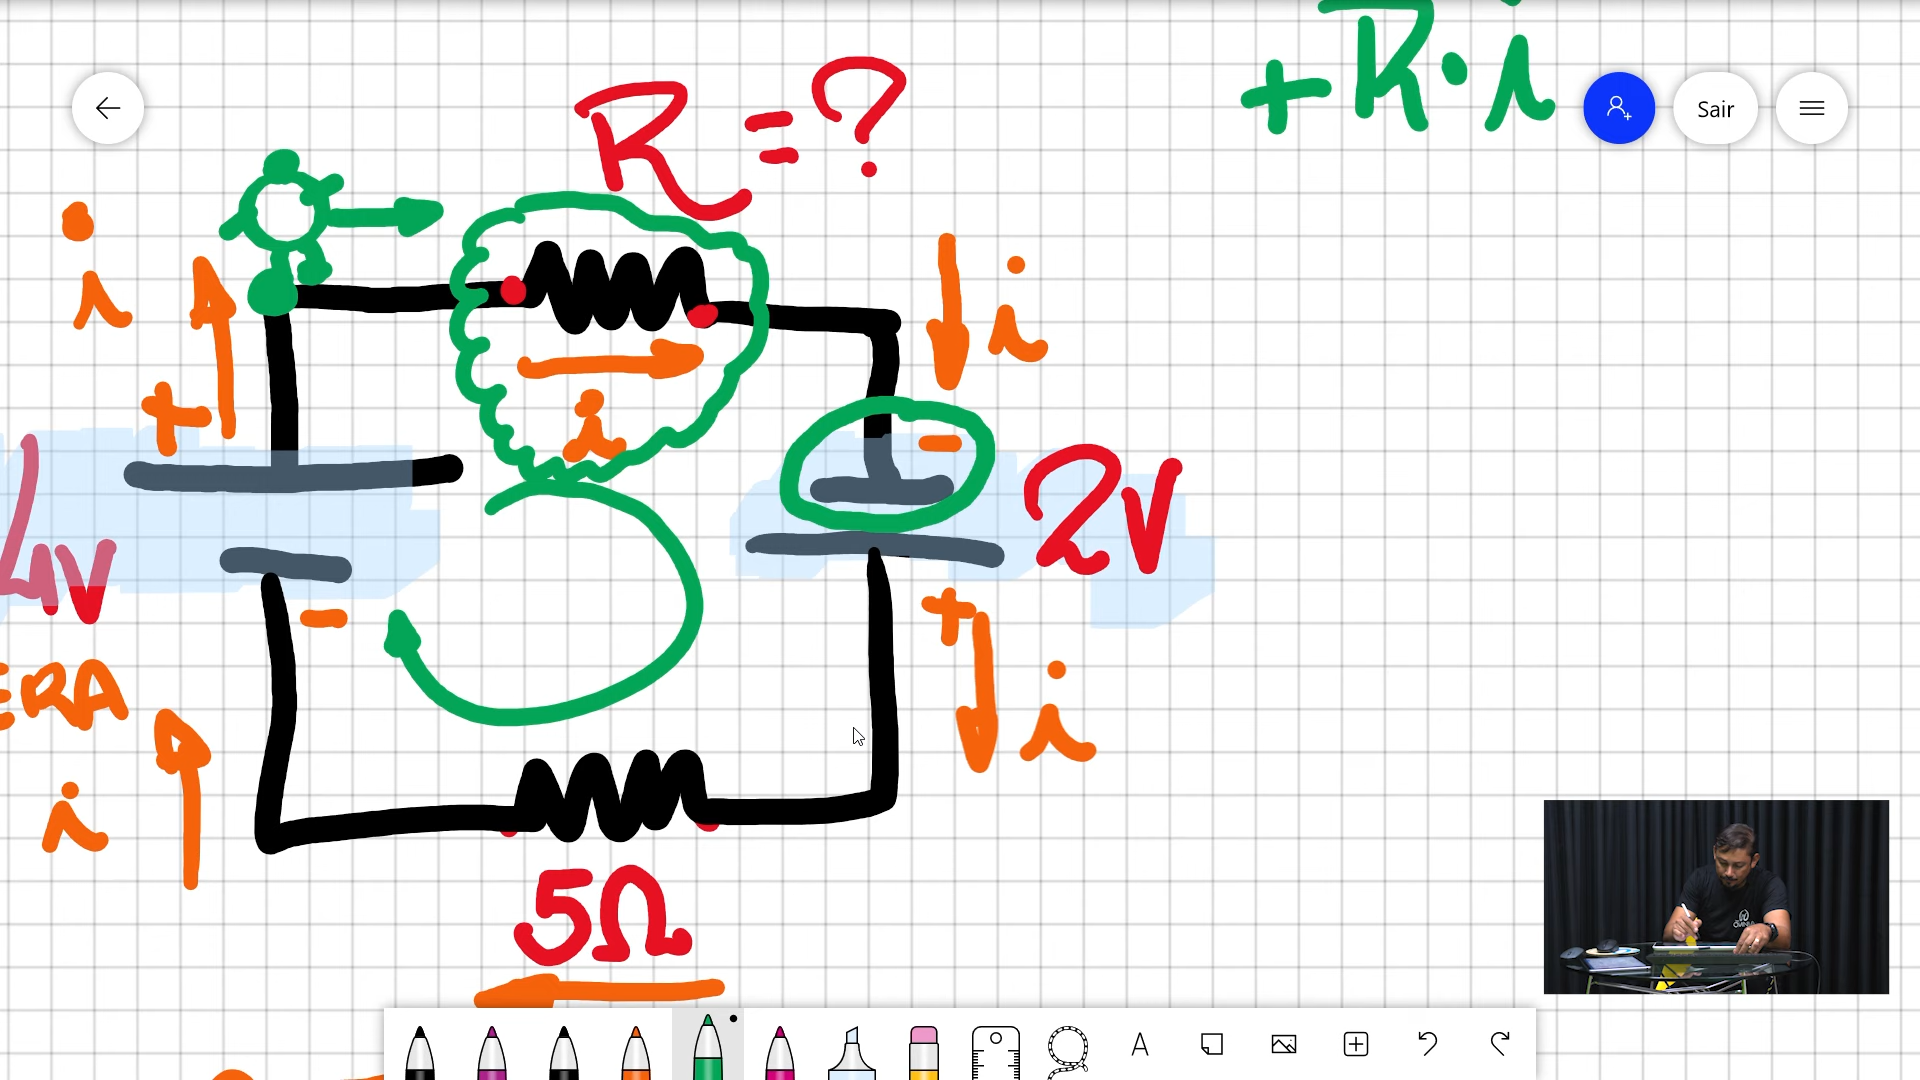 +R·i
Sair
R=?
i
i
+
i
-
2V
4V
-
+
ERA
i
i
5Ω
A